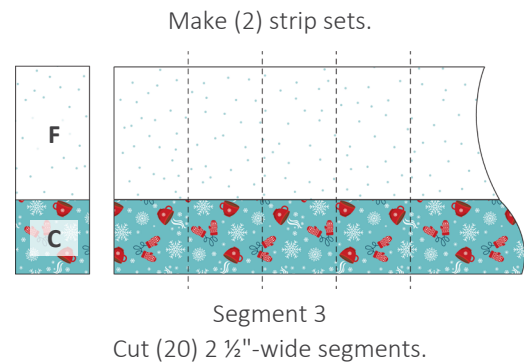 Make (2) strip sets.
F
C
Segment 3
Cut (20) 2 ½"-wide segments.